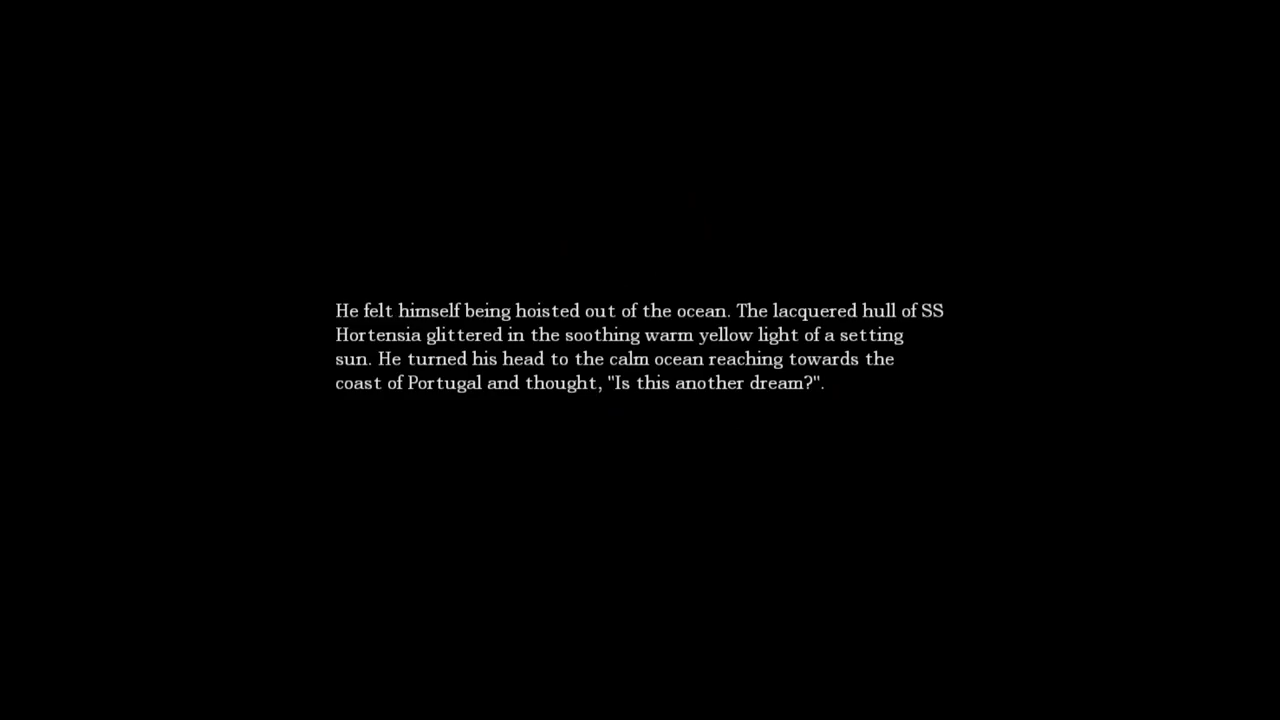 He felt himself being hoisted out of the ocean. The lacquered hull of SS
Hortensia glittered in the soothing warm yellow light of a setting
sun. He turned his head to the calm ocean reaching towards the
coast of Portugal and thought, "Is this another dream?".